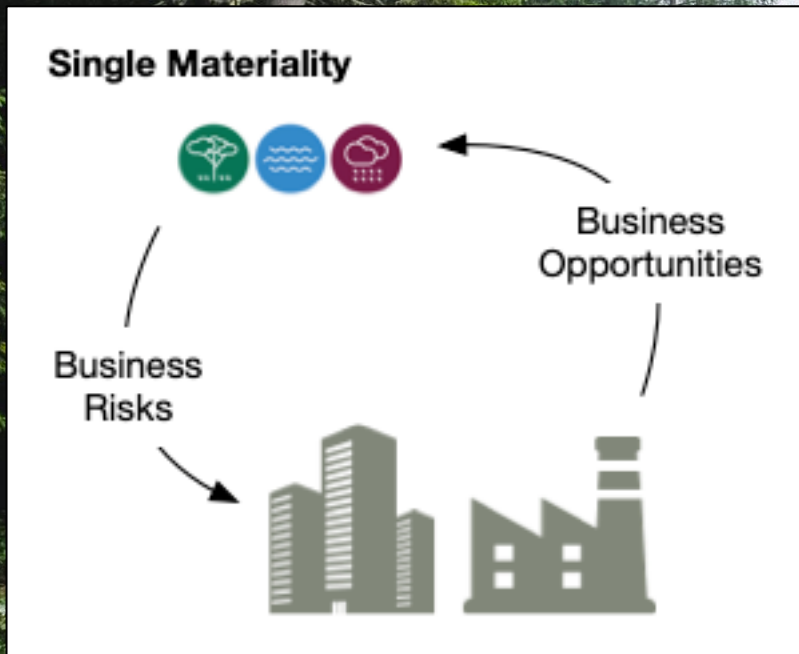 Single Materiality
Business
Opportunities
Business
Risks